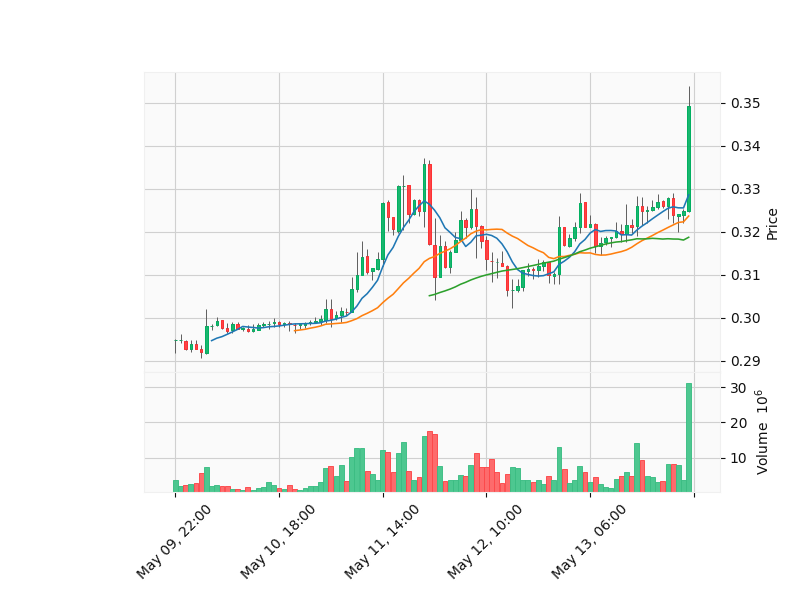 0.35
0.34
0.33
0.32
0.31
0.30
0.29
Price
30
20
10
Volume 10^6
May 09, 22:00
May 10, 18:00
May 11, 14:00
May 12, 10:00
May 13, 06:00